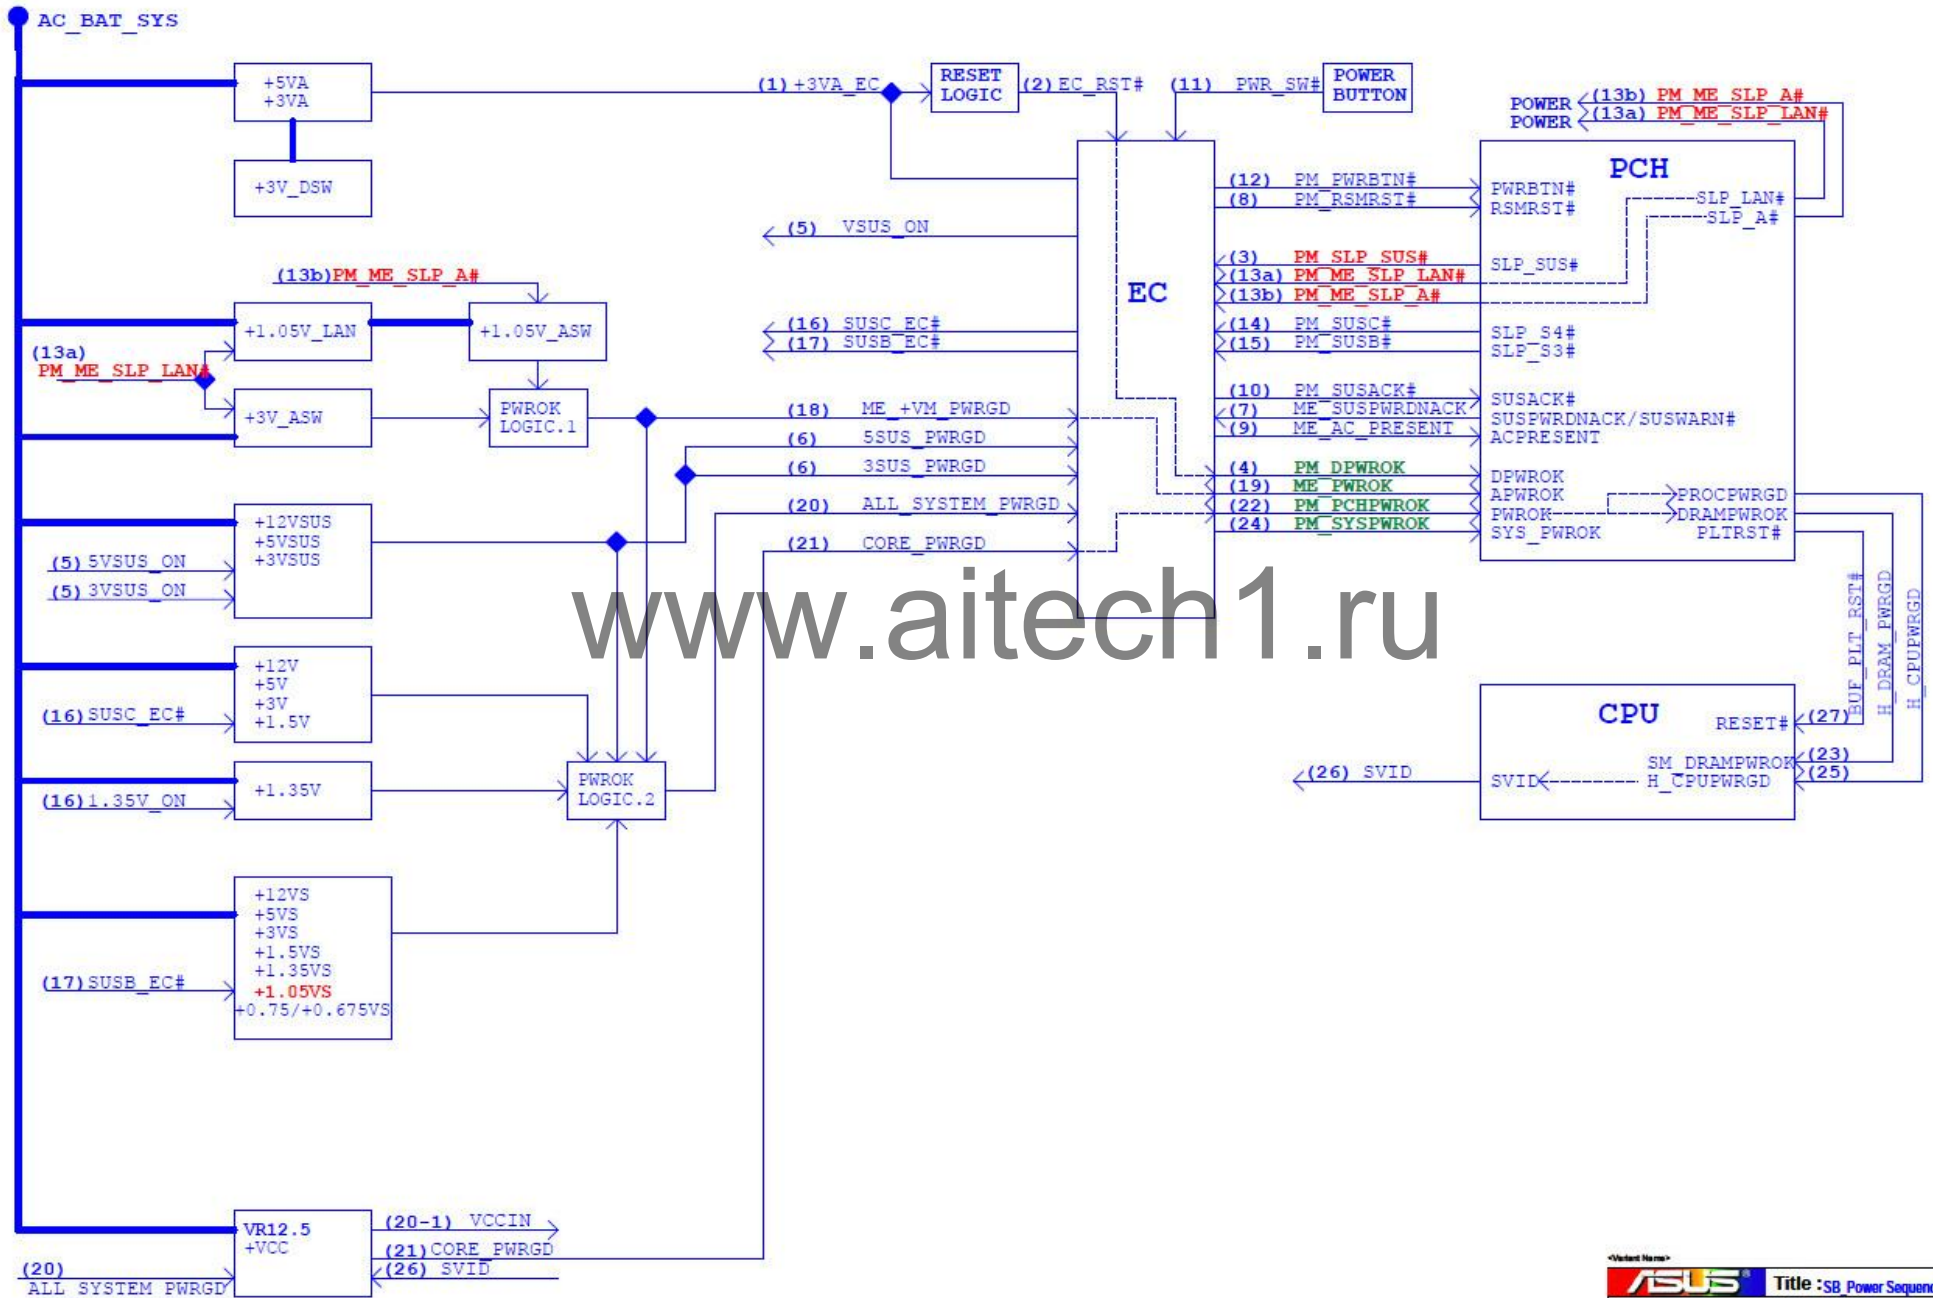 AC_BAT_SYS
+5VA
+3VA
(1) +3VA_EC
RESET
LOGIC
(2) EC_RST#
(11) PWR_SW#
POWER
BUTTON
POWER (13b) PM_ME_SLP_A#
POWER (13a) PM_ME_SLP_LAN#
+3V_DSW
EC
PCH
(12) PM_PWRBTN#
PWRBTN#
(8) PM_RSMRST#
RSMRST#
SLP_LAN#
SLP_A#
(5) VSUS_ON
(3) PM_SLP_SUS#
SLP_SUS#
(13a) PM_ME_SLP_LAN#
(13b) PM_ME_SLP_A#
(13b)PM_ME_SLP_A#
+1.05V_LAN
+1.05V_ASW
(13a)
PM_ME_SLP_LAN#
(16) SUSC_EC#
(17) SUSB_EC#
(14) PM_SUSC#
SLP_S4#
(15) PM_SUSB#
SLP_S3#
+3V_ASW
PWROK
LOGIC.1
(18) ME_+VM_PWRGD
(6) 5SUS_PWRGD
(6) 3SUS_PWRGD
(20) ALL_SYSTEM_PWRGD
(21) CORE_PWRGD
(10) PM_SUSACK#
SUSACK#
(7) ME_SUSPWRDNACK
SUSPWRDNACK/SUSWARN#
(9) ME_AC_PRESENT
ACPRESENT
(4) PM_DPWROK
DPWROK
(19) ME_PWROK
APWROK
PROCPWRGD
(22) PM_PCHPWROK
PWROK
DRAMPWROK
(24) PM_SYSPWROK
SYS_PWROK
PLTRST#
+12VSUS
+5VSUS
+3VSUS
(5) 5VSUS_ON
(5) 3VSUS_ON
www.aitech1.ru
BUF_PLT_RST#
H_DRAM_PWRGD
H_CPUPWRGD
+12V
+5V
+3V
+1.5V
(16) SUSC_EC#
+1.35V
(16) 1.35V_ON
PWROK
LOGIC.2
CPU
RESET#
(27)
SM_DRAMPWROK
(23)
(26) SVID
SVID
H_CPUPWRGD
(25)
+12VS
+5VS
+3VS
+1.5VS
+1.35VS
+1.05VS
+0.75/+0.675VS
(17) SUSB_EC#
VR12.5
+VCC
(20-1) VCCIN
(21) CORE_PWRGD
(26) SVID
(20)
ALL_SYSTEM_PWRGD
<Variant Name>
ASUS
Title : SB_Power Sequenc